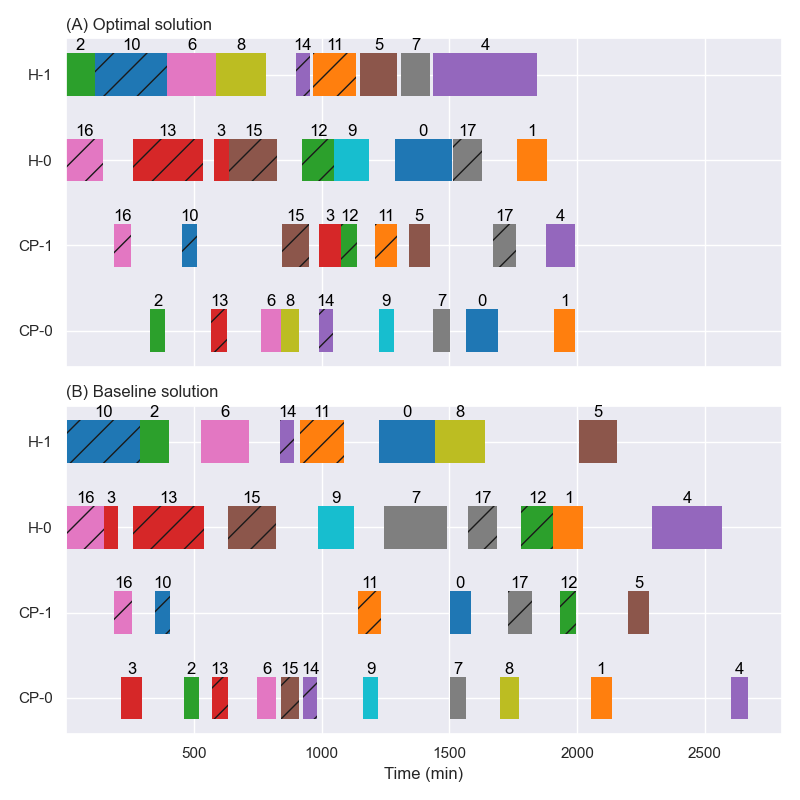 (A) Optimal solution
2 10 6 8 14 11 5 7 4
H-1
16 13 3 15 12 9 0 17 1
H-0
16 10 15 3 12 11 5 17 4
CP-1
2 13 6 8 14 9 7 0 1
CP-0
(B) Baseline solution
10 2 6 14 11 0 8 5
H-1
16 3 13 15 9 7 17 12 1 4
H-0
16 10 11 0 17 12 5
CP-1
3 2 13 6 15 14 9 7 8 1 4
CP-0
500 1000 1500 2000 2500
Time (min)